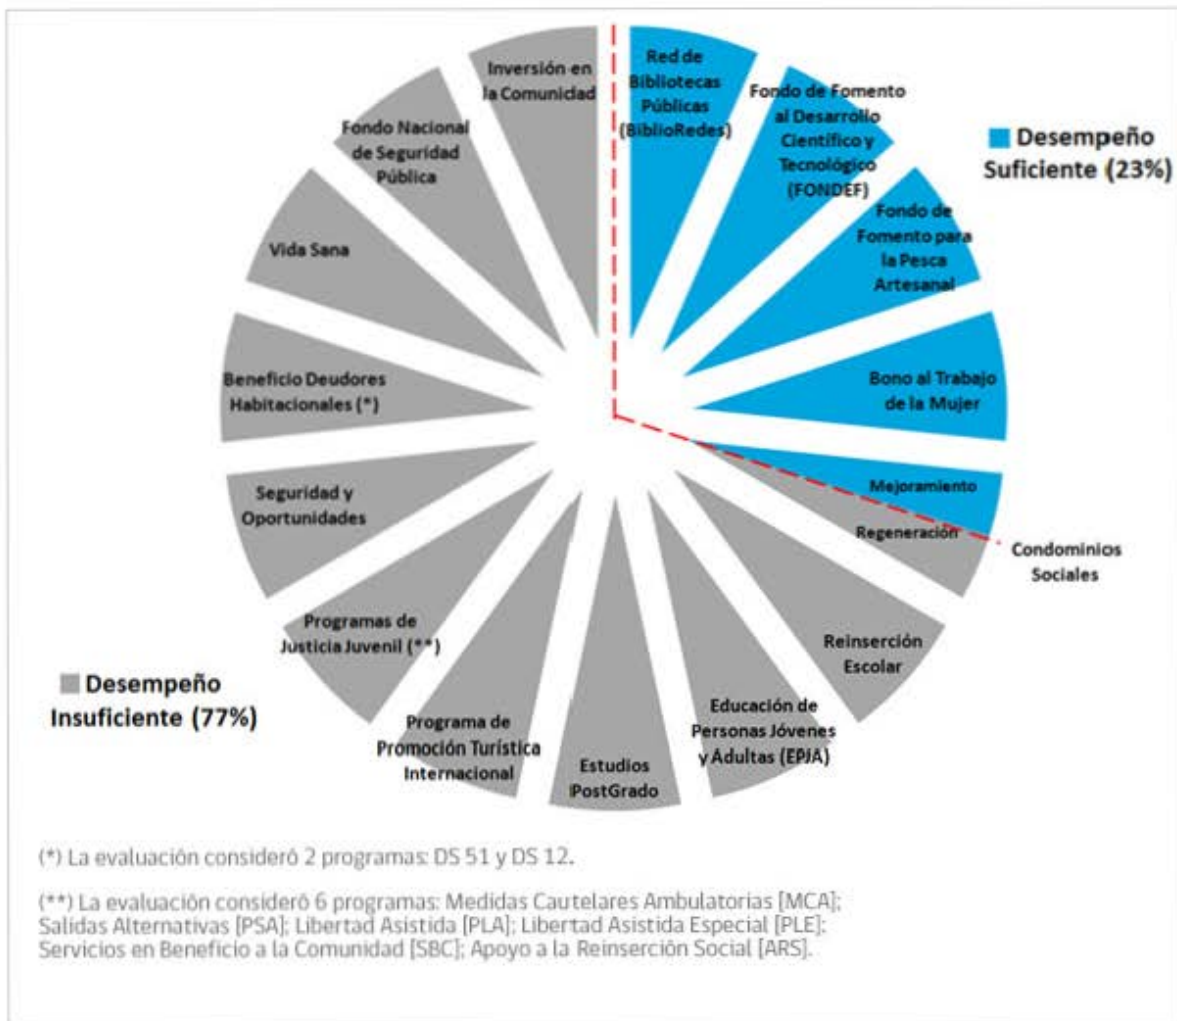 Inversión en
la Comunidad
Red de
Bibliotecas
Públicas
(BiblioRedes)
Fondo de Fomento
al Desarrollo
Científico y
Tecnológico
(FONDEF)
Desempeño
Suficiente (23%)
Fondo Nacional
de Seguridad
Pública
Fondo de
Fomento para
la Pesca
Artesanal
Vida Sana
Bono al Trabajo
de la Mujer
Beneficio Deudores
Habitacionales (*)
Mejoramiento
Regeneración
Condominios
Sociales
Seguridad y
Oportunidades
Reinserción
Escolar
Programas de
Justicia Juvenil (**)
Desempeño
Insuficiente (77%)
Educación de
Personas Jóvenes
y Adultas (EPJA)
Programa de
Promoción Turística
Internacional
Estudios
PostGrado
(*) La evaluación consideró 2 programas: DS 51 y DS 12.
(**) La evaluación consideró 6 programas: Medidas Cautelares Ambulatorias [MCA];
Salidas Alternativas [PSA]; Libertad Asistida [PLA]; Libertad Asistida Especial [PLE];
Servicios en Beneficio a la Comunidad [SBC]; Apoyo a la Reinserción Social [ARS].